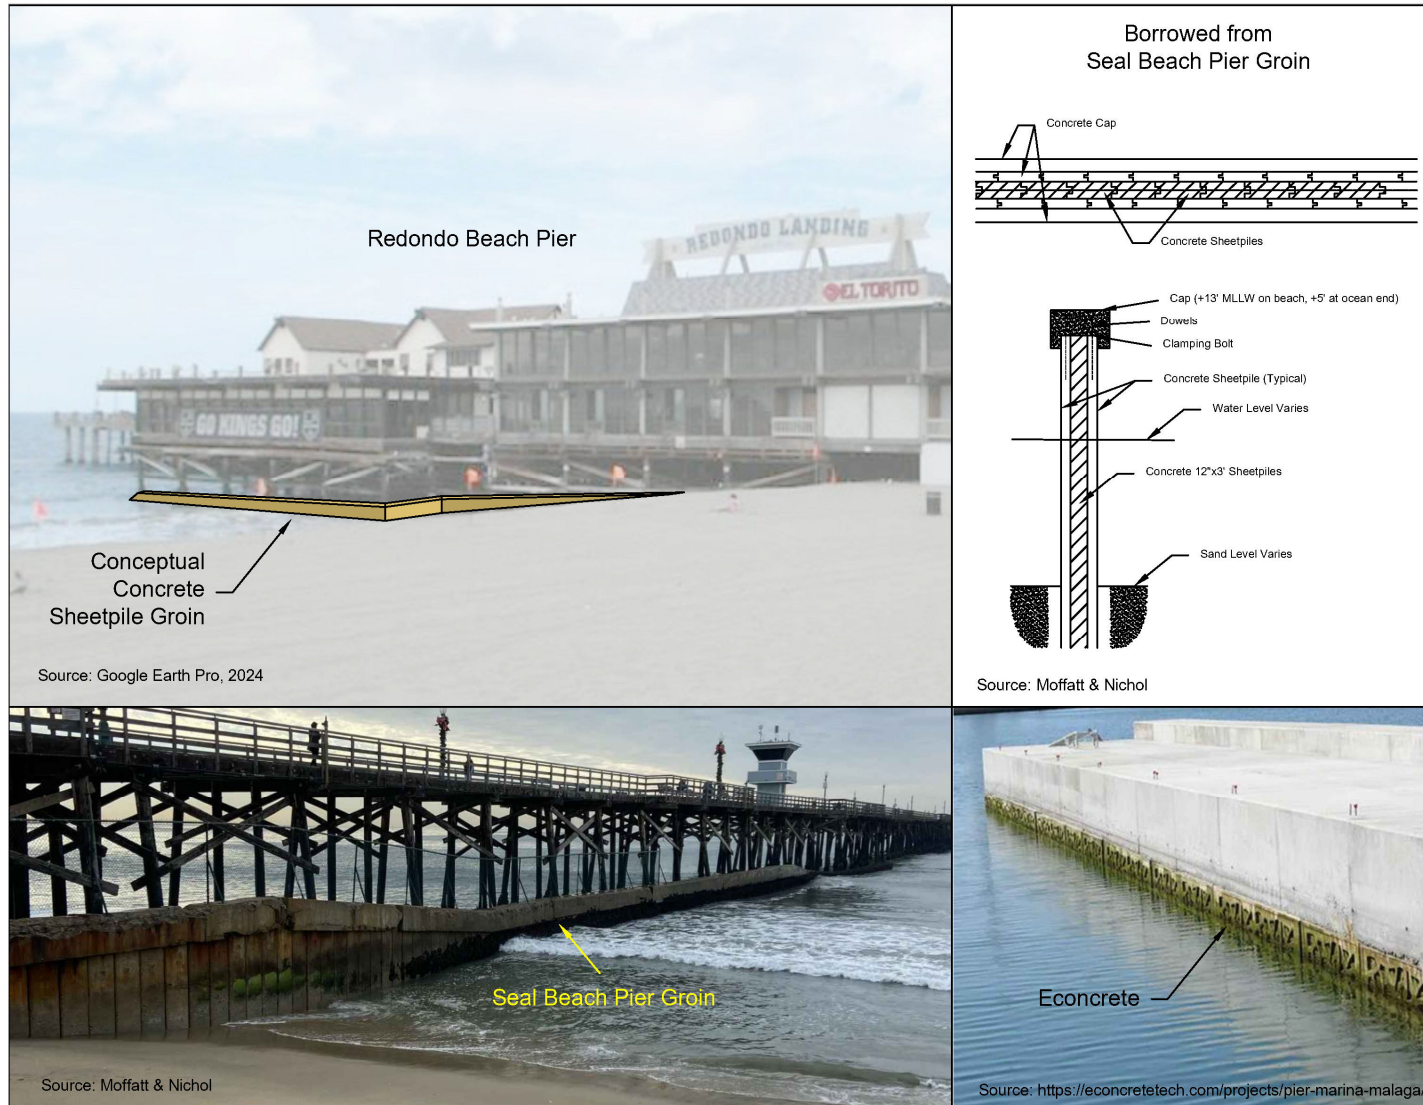 Redondo Beach Pier
REDONDO LANDING
EL TORITO
GO KINGS GO!
Conceptual
Concrete
Sheetpile Groin
Source: Google Earth Pro, 2024
Borrowed from
Seal Beach Pier Groin
Concrete Cap
Concrete Sheetpiles
Cap (+13' MLLW on beach, +5' at ocean end)
Dowels
Clamping Bolt
Concrete Sheetpile (Typical)
Water Level Varies
Concrete 12"x3' Sheetpiles
Sand Level Varies
Source: Moffatt & Nichol
Seal Beach Pier Groin
Source: Moffatt & Nichol
Econcrete
Source: https://econcretetech.com/projects/pier-marina-malaga